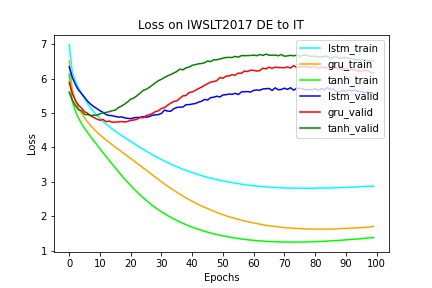 Loss on IWSLT2017 DE to IT
7
6
5
4
3
2
1
Loss
0
10
20
30
40
50
60
70
80
90
100
Epochs
lstm_train
gru_train
tanh_train
lstm_valid
gru_valid
tanh_valid